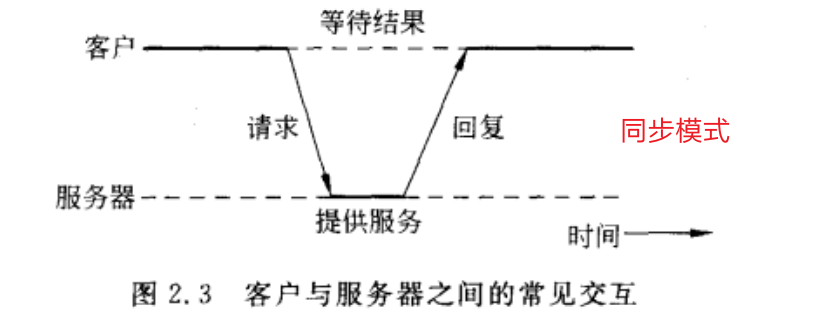 等待结果
客户
请求
回复
同步模式
服务器
提供服务
时间
图 2.3 客户与服务器之间的常见交互